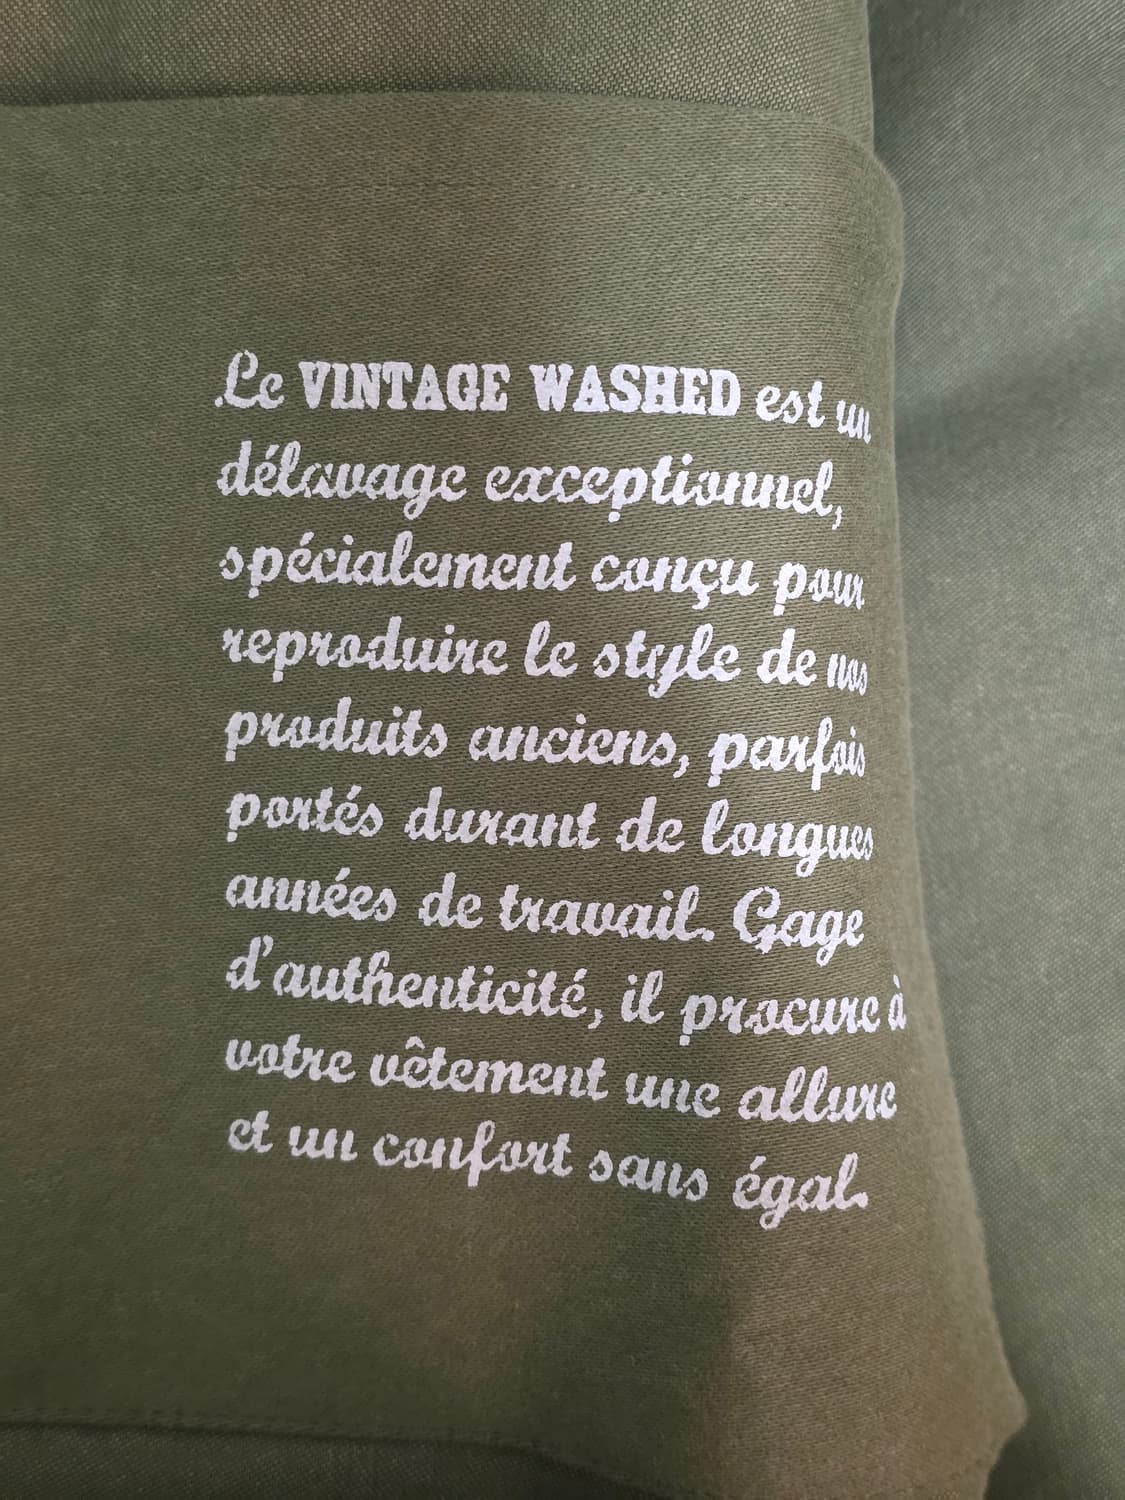 Le VINTAGE WASHED est un
délavage exceptionnel,
spécialement conçu pour
reproduire le style de nos
produits anciens, parfois
portés durant de longues
années de travail. Gage
d'authenticité, il procure à
votre vêtement une allure
et un confort sans égal.